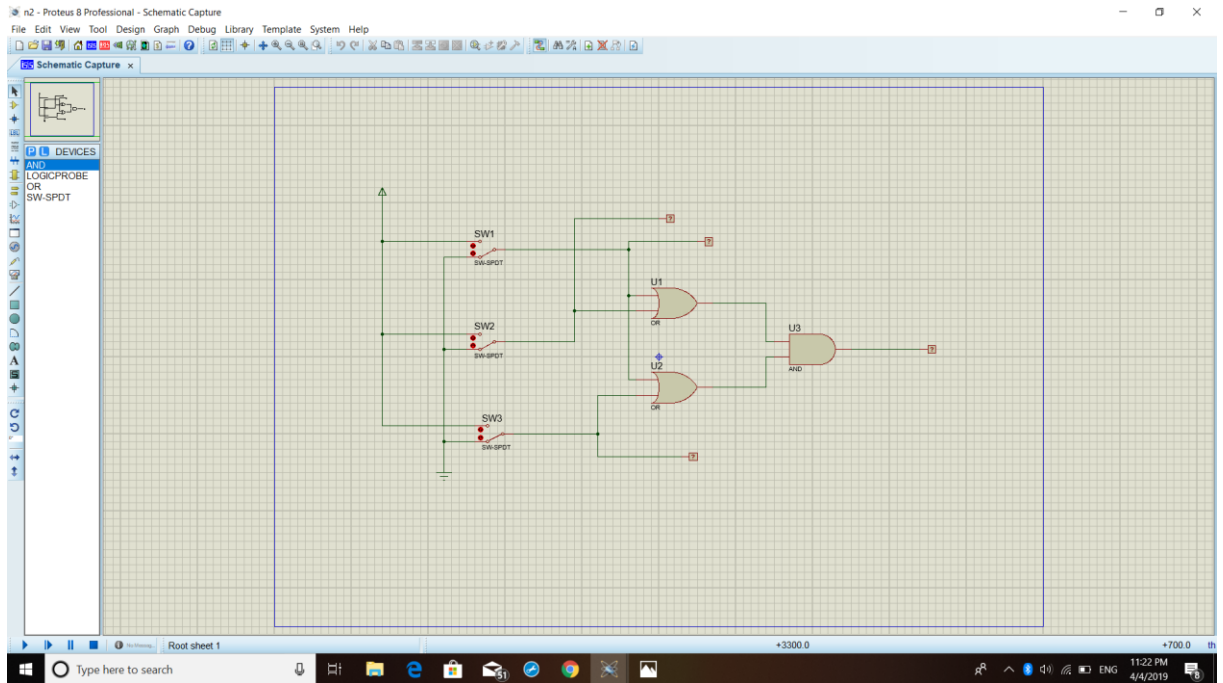 n2 - Proteus 8 Professional - Schematic Capture
File Edit View Tool Design Graph Debug Library Template System Help
Schematic Capture
P L DEVICES
AND
LOGICPROBE
OR
SW-SPDT
SW1
SW-SPDT
?
?
U1
OR
SW2
SW-SPDT
U3
AND
?
U2
OR
SW3
SW-SPDT
?
Root sheet 1
+3300.0
+700.0 th
Type here to search
51
ENG
11:22 PM
4/4/2019
8